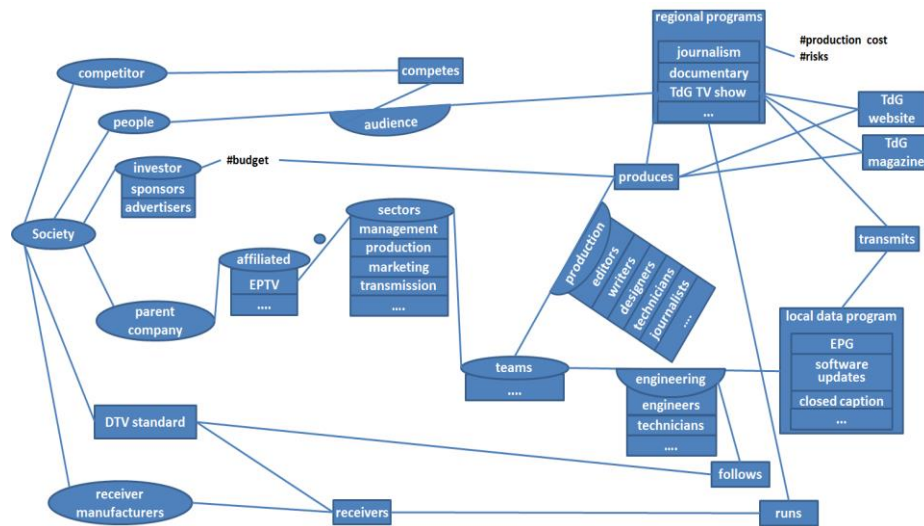 regional programs
journalism
documentary
TdG TV show
...
#production cost
#risks
competitor
competes
people
audience
TdG
website
TdG
magazine
investor
sponsors
advertisers
#budget
produces
Society
sectors
management
production
marketing
transmission
....
affiliated
EPTV
....
production
editors
writers
designers
technicians
journalists
....
transmits
parent
company
local data program
EPG
software
updates
closed caption
...
teams
....
engineering
engineers
technicians
....
DTV standard
follows
receiver
manufacturers
receivers
runs